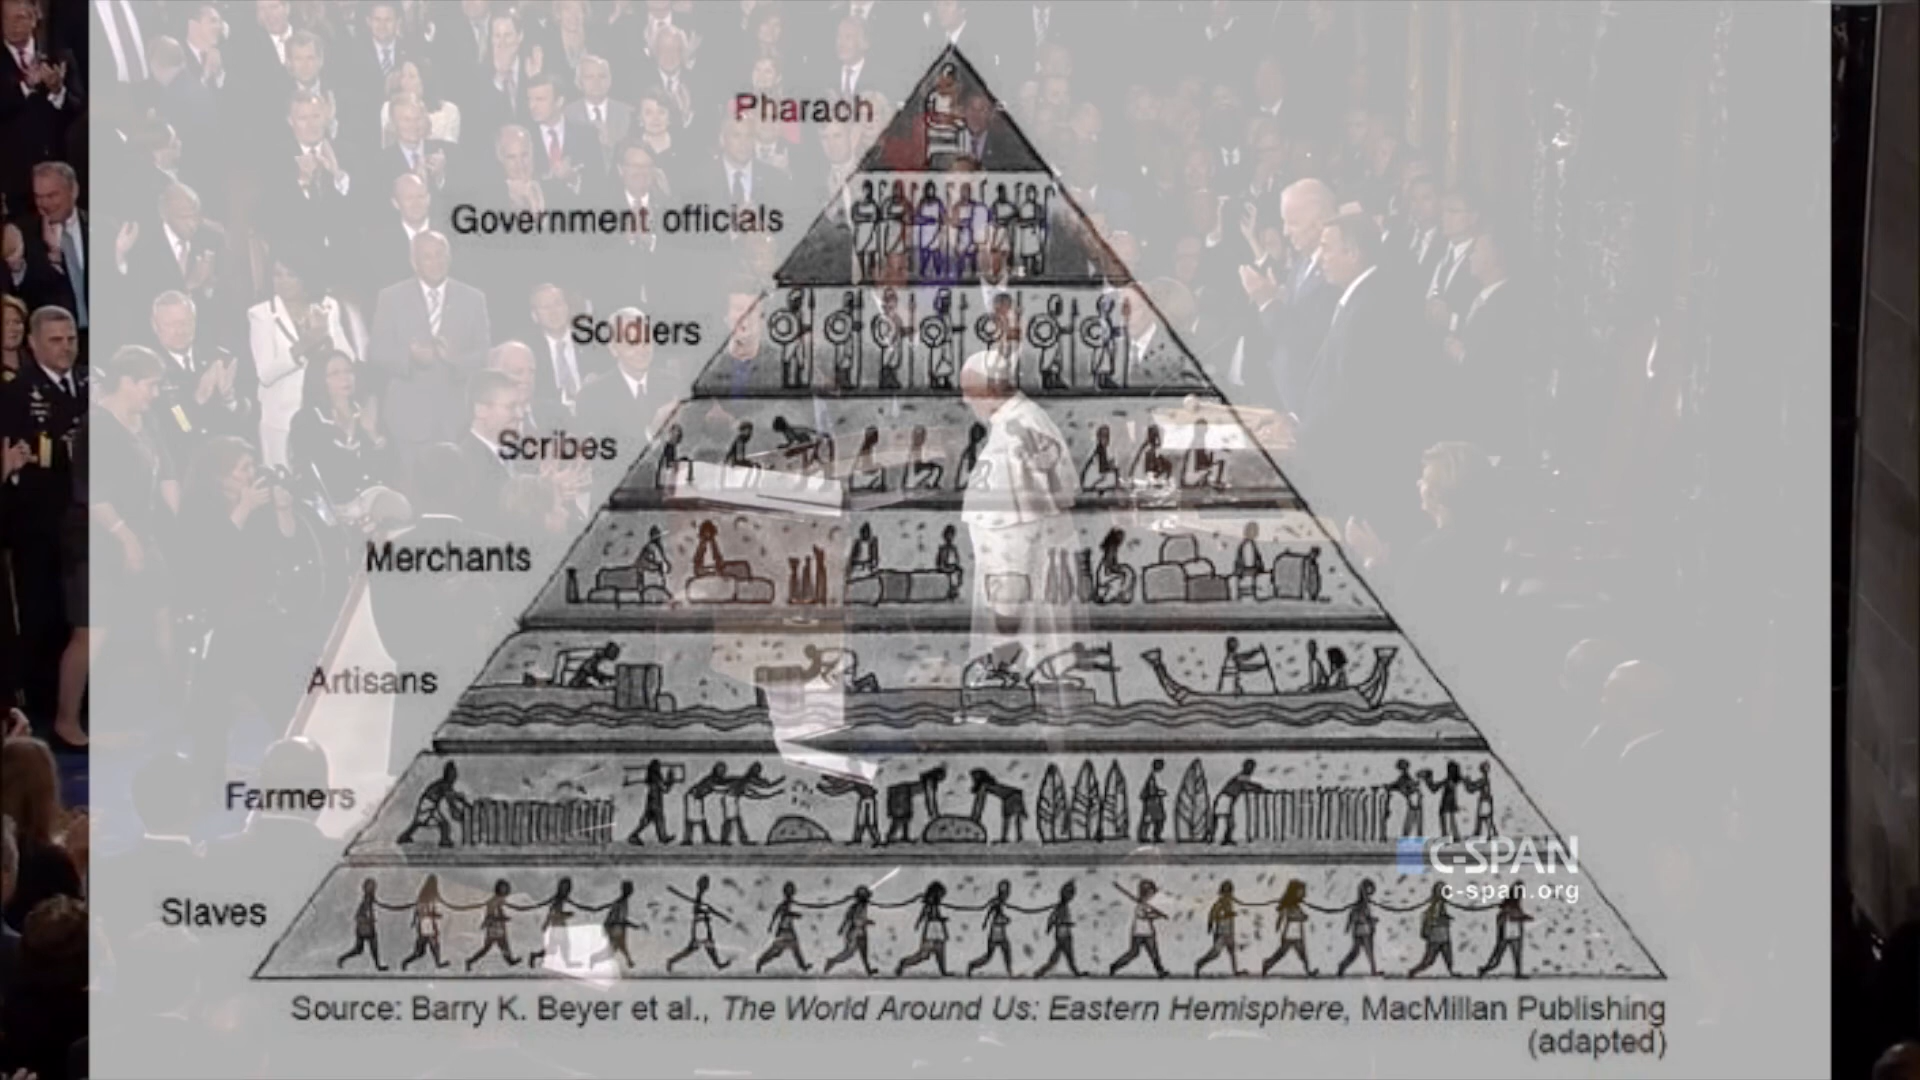 Pharaoh
Government officials
Soldiers
Scribes
Merchants
Artisans
Farmers
C-SPAN
c-span.org
Slaves
Source: Barry K. Beyer et al., The World Around Us: Eastern Hemisphere, MacMillan Publishing
(adapted)